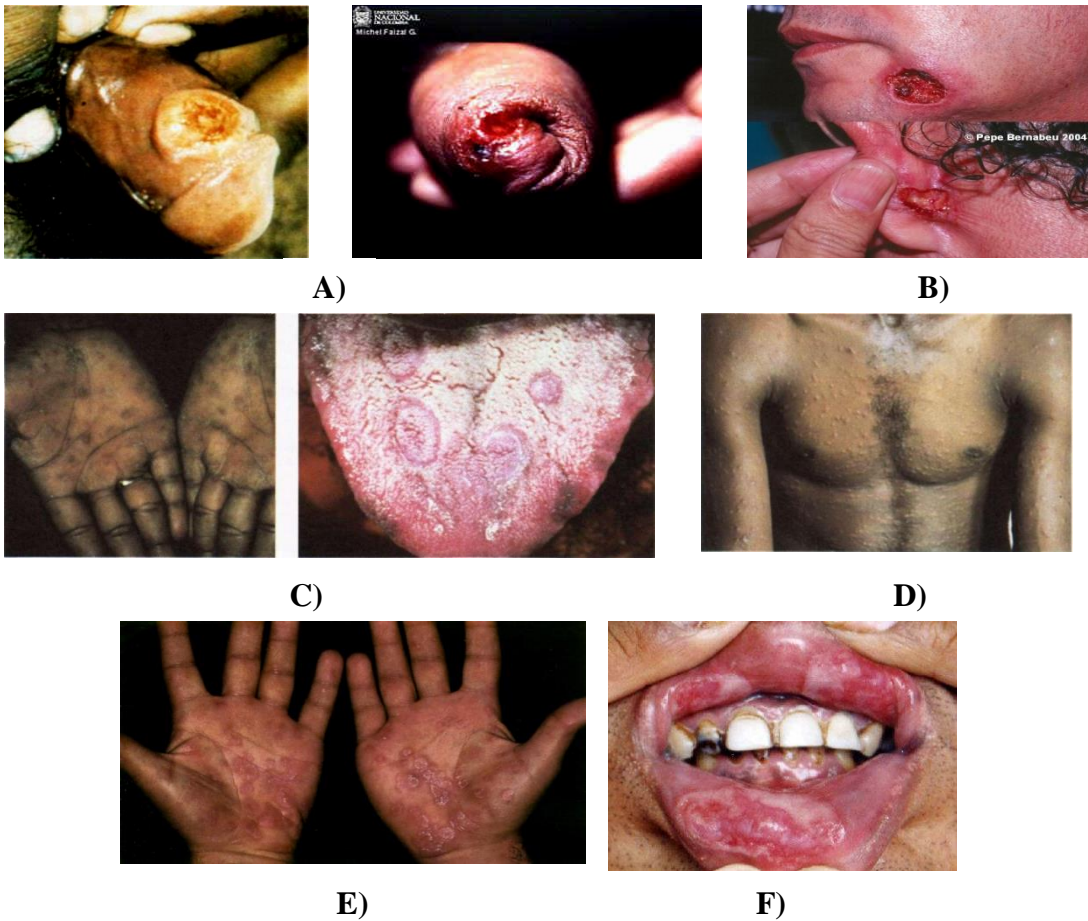 UNIVERSIDAD
NACIONAL
DE COLOMBIA
Michel Faizal G.
© Pepe Bernabeu 2004
A)
B)
C)
D)
E)
F)